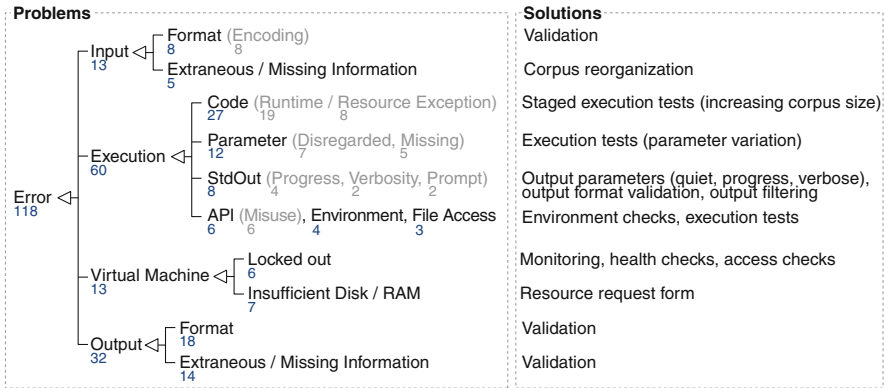 Problems Solutions
Format (Encoding) Validation
8 8
Input
13
Extraneous / Missing Information Corpus reorganization
5
Code (Runtime / Resource Exception) Staged execution tests (increasing corpus size)
27 19 8
Parameter (Disregarded, Missing) Execution tests (parameter variation)
12 7 5
Execution
60
StdOut (Progress, Verbosity, Prompt) Output parameters (quiet, progress, verbose),
8 4 2 2 output format validation, output filtering
Error
118
API (Misuse), Environment, File Access Environment checks, execution tests
6 6 4 3
Locked out Monitoring, health checks, access checks
6
Virtual Machine
13
Insufficient Disk / RAM Resource request form
7
Format Validation
18
Output
32
Extraneous / Missing Information Validation
14